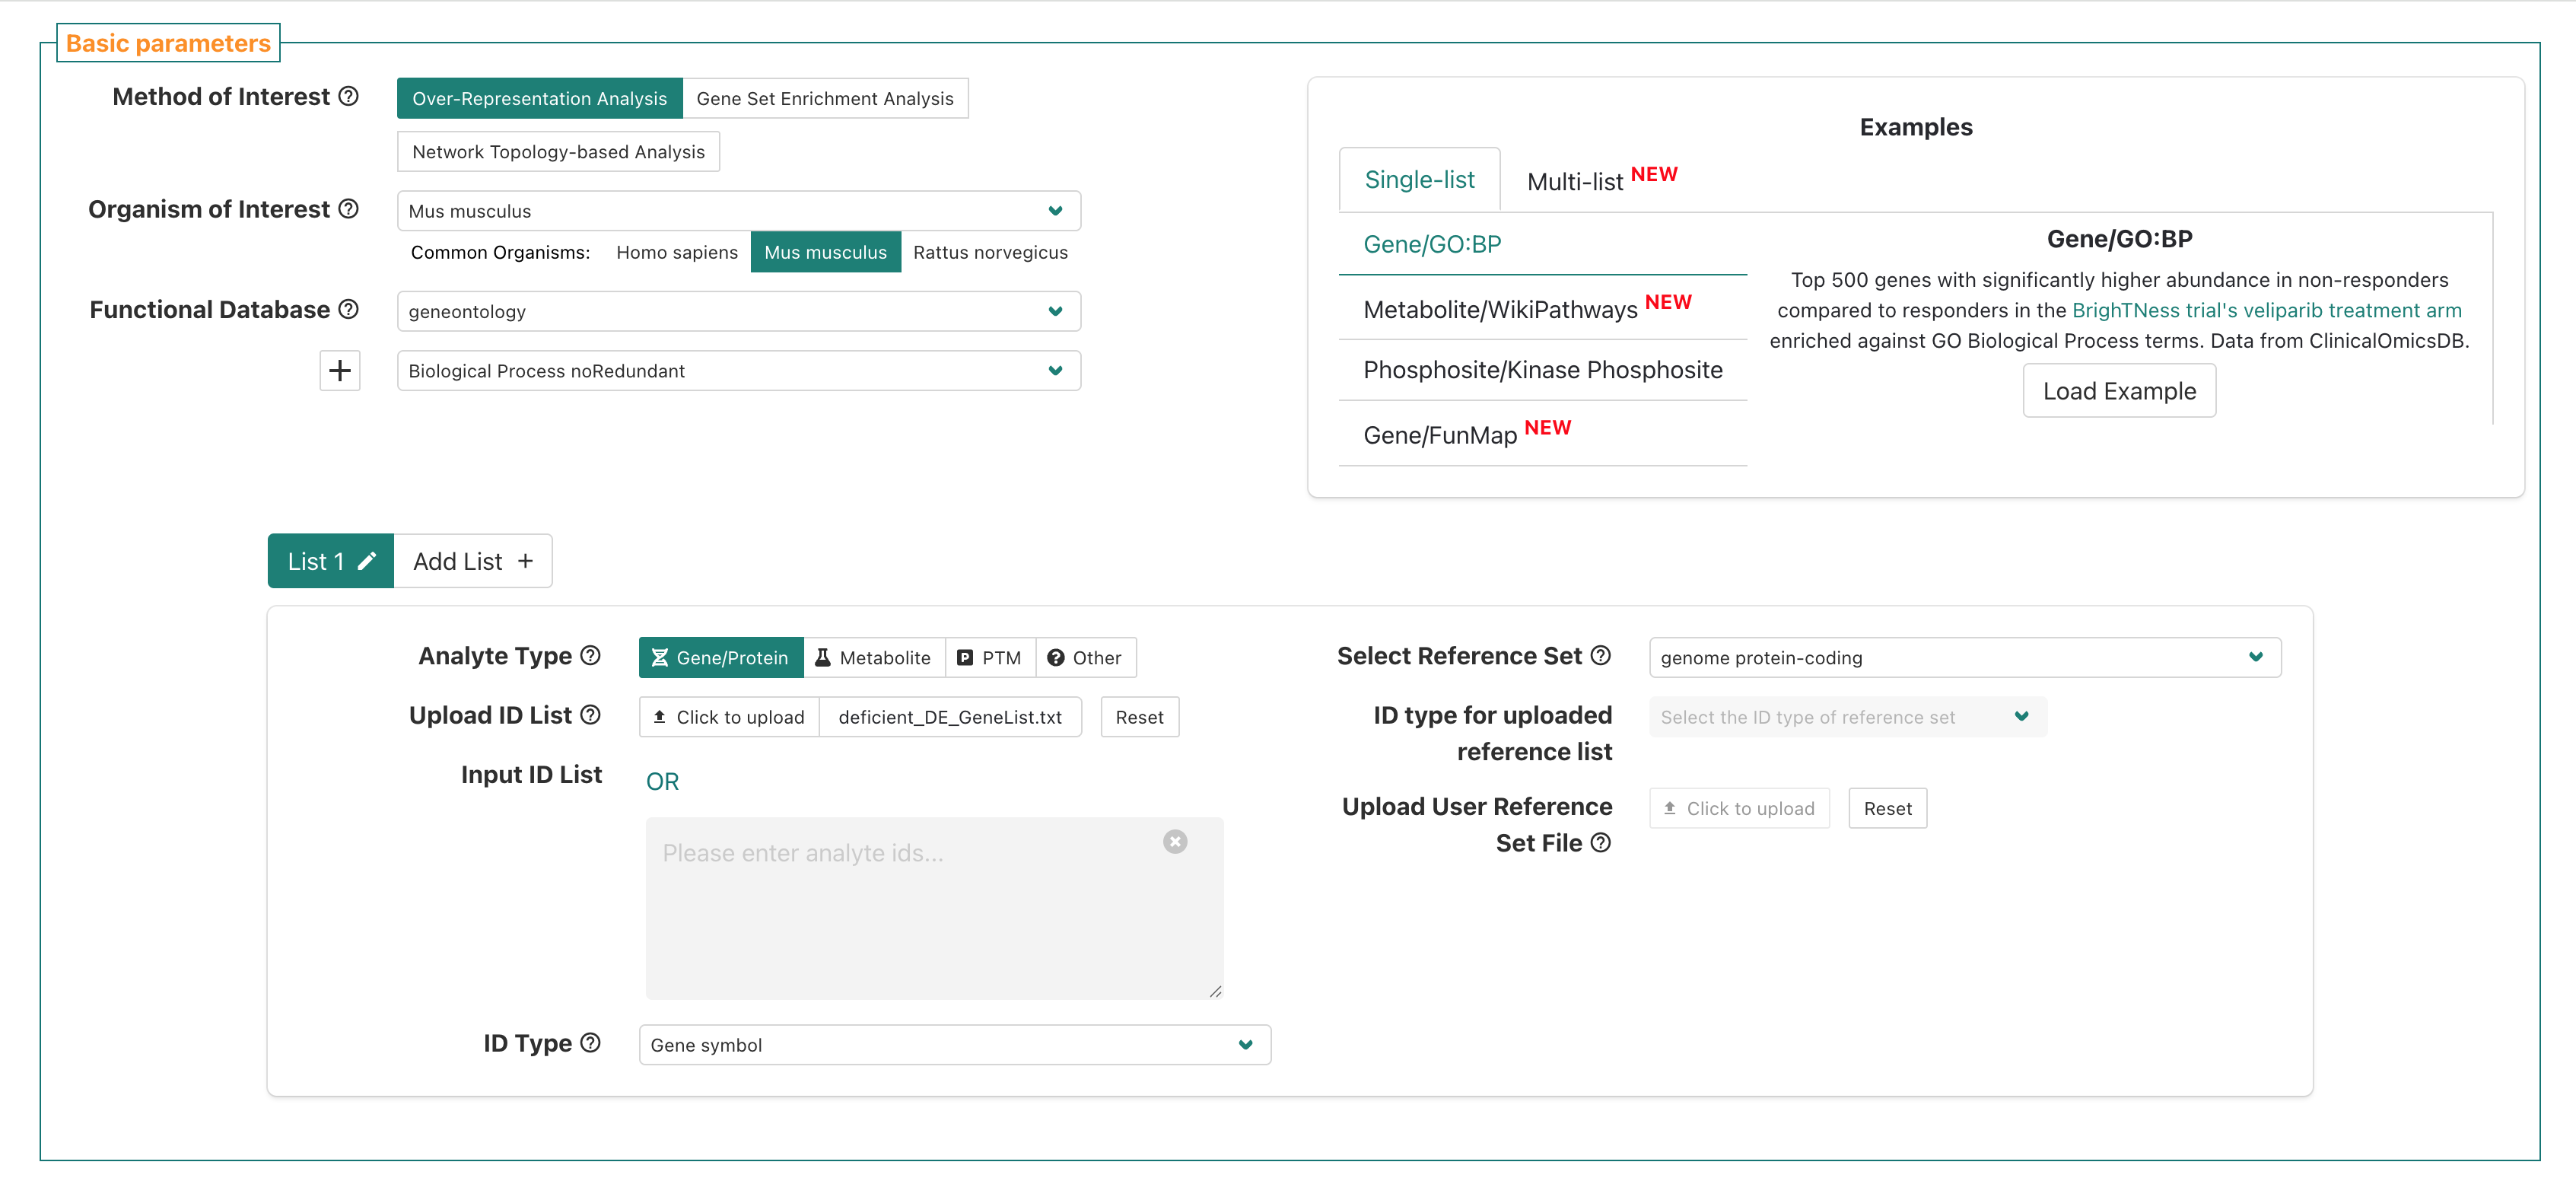 Basic parameters
Method of Interest
Over-Representation Analysis
Gene Set Enrichment Analysis
Network Topology-based Analysis
Organism of Interest
Mus musculus
Common Organisms: Homo sapiens Mus musculus Rattus norvegicus
Functional Database
geneontology
Biological Process noRedundant
Examples
Single-list
Multi-list NEW
Gene/GO:BP
Metabolite/WikiPathways NEW
Phosphosite/Kinase Phosphosite
Gene/FunMap NEW
Gene/GO:BP
Top 500 genes with significantly higher abundance in non-responders
compared to responders in the BrighTNess trial's veliparib treatment arm
enriched against GO Biological Process terms. Data from ClinicalOmicsDB.
Load Example
List 1
Add List +
Analyte Type
Gene/Protein
Metabolite
P PTM
Other
Upload ID List
Click to upload
deficient_DE_GeneList.txt
Reset
Input ID List
OR
Please enter analyte ids...
ID Type
Gene symbol
Select Reference Set
genome protein-coding
ID type for uploaded
reference list
Select the ID type of reference set
Upload User Reference
Set File
Click to upload
Reset